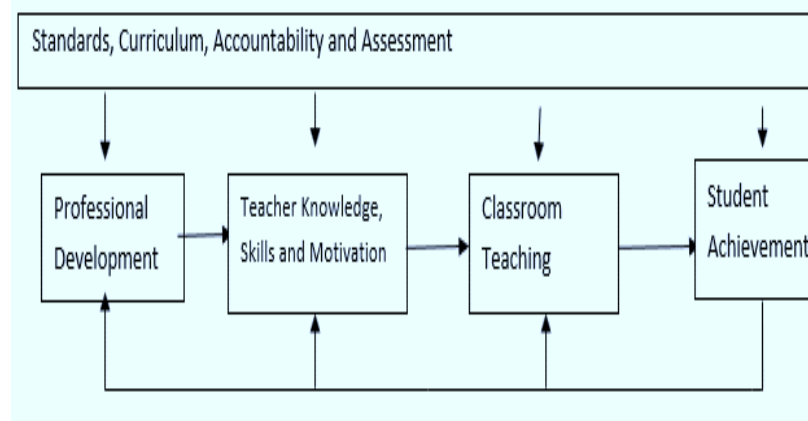 Standards, Curriculum, Accountability and Assessment
Professional
Development
Teacher Knowledge,
Skills and Motivation
Classroom
Teaching
Student
Achievement